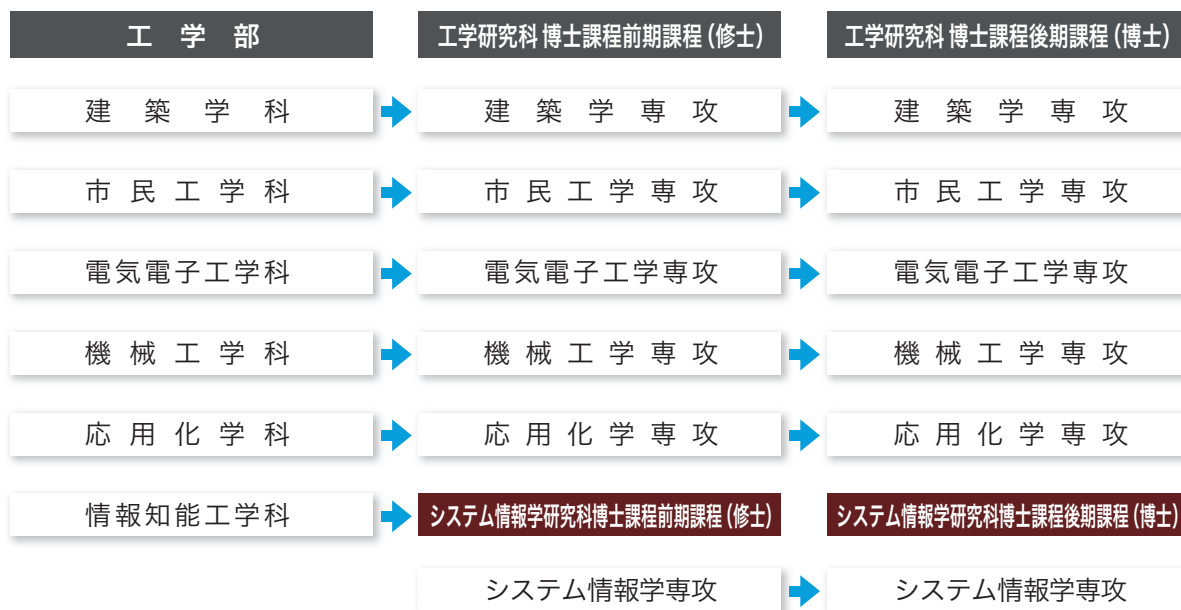 工学部 工学研究科 博士課程前期課程(修士) 工学研究科 博士課程後期課程(博士)
建築学科 建築学専攻 建築学専攻
市民工学科 市民工学専攻 市民工学専攻
電気電子工学科 電気電子工学専攻 電気電子工学専攻
機械工学科 機械工学専攻 機械工学専攻
応用化学科 応用化学専攻 応用化学専攻
情報知能工学科 システム情報学研究科博士課程前期課程(修士) システム情報学研究科博士課程後期課程(博士)
システム情報学専攻 システム情報学専攻